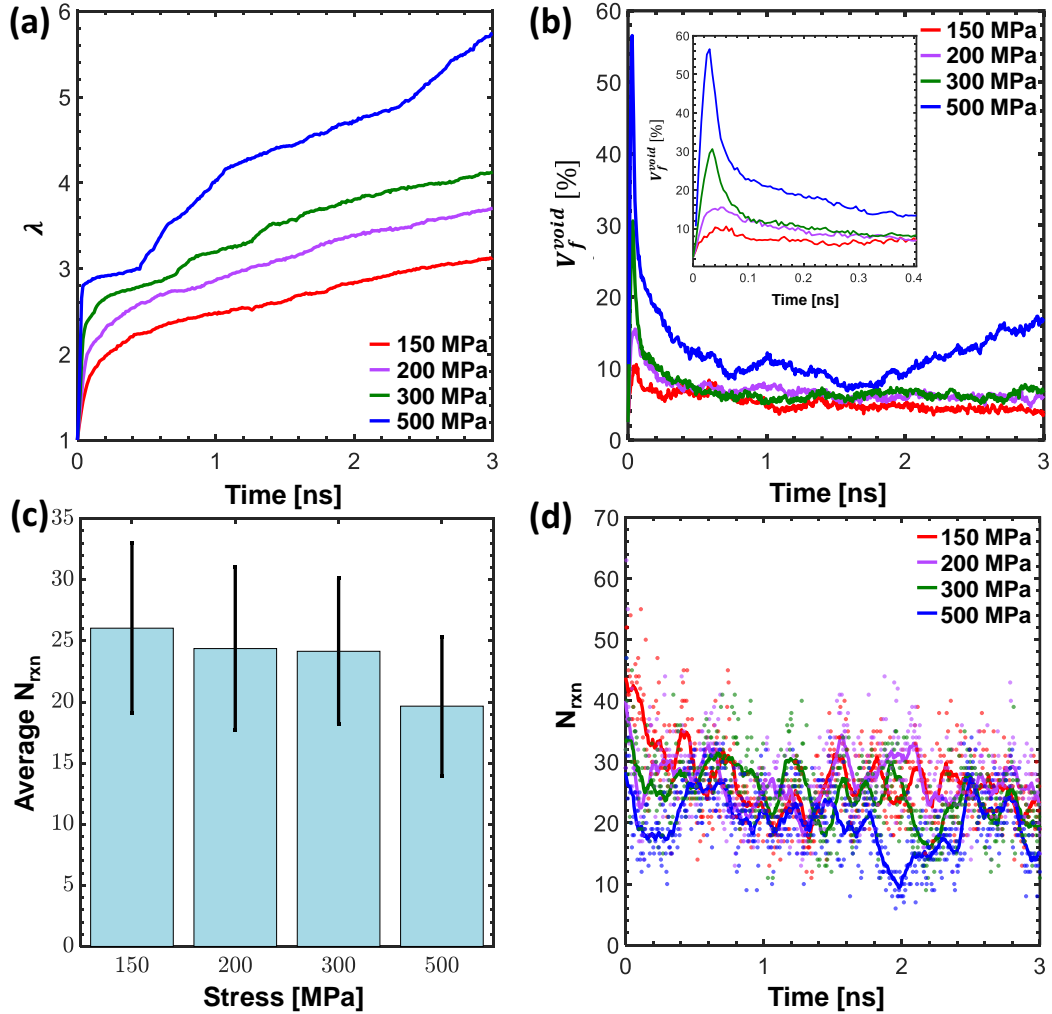 (a)
6
5
4
3
2
1
λ
0
1
2
3
Time [ns]
150 MPa
200 MPa
300 MPa
500 MPa
(b)
60
50
40
30
20
10
0
V_f^void [%]
0
1
2
3
Time [ns]
150 MPa
200 MPa
300 MPa
500 MPa
60
50
40
30
20
10
V_f^void [%]
0
0.1
0.2
0.3
0.4
Time [ns]
(c)
35
30
25
20
15
10
5
0
Average N_rxn
150
200
300
500
Stress [MPa]
(d)
70
60
50
40
30
20
10
0
N_rxn
0
1
2
3
Time [ns]
150 MPa
200 MPa
300 MPa
500 MPa